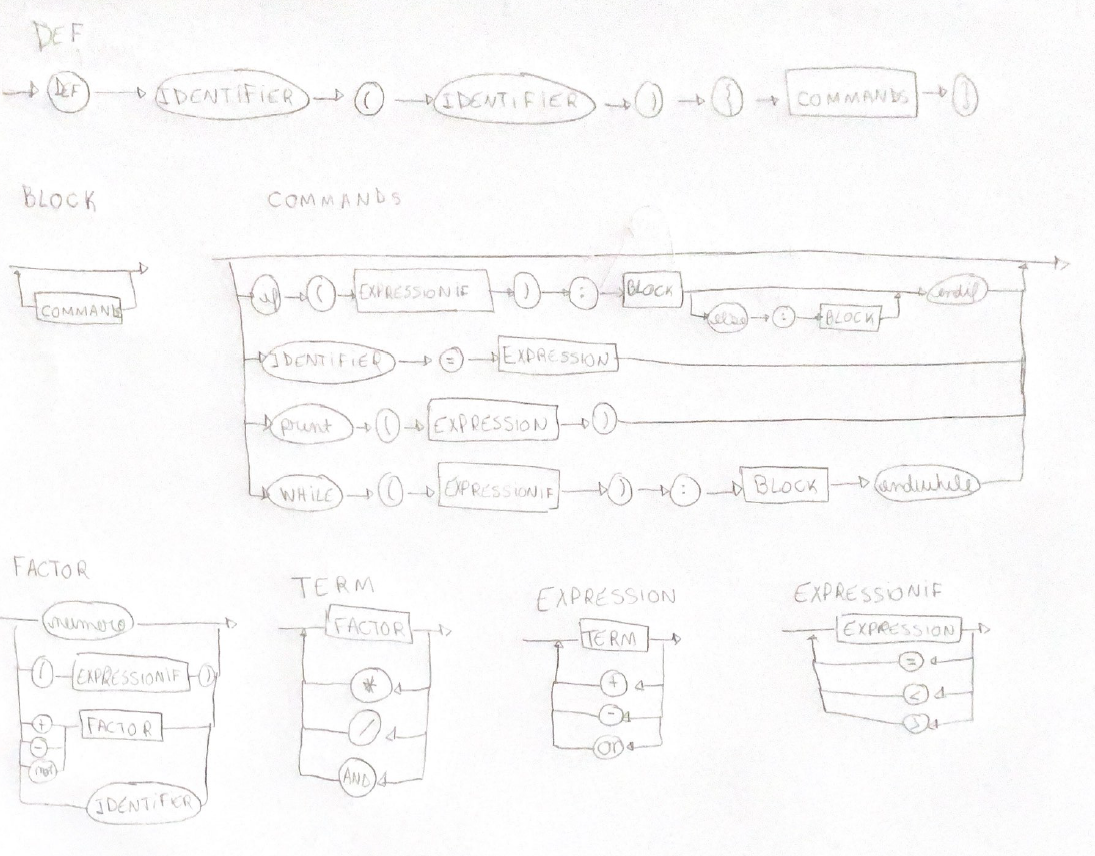 DEF
DEF IDENTIFIER ( IDENTIFIER ) { COMMANDS }
BLOCK
COMMANDS
COMMAND
if ( EXPRESSIONIF ) : BLOCK else : BLOCK endif
IDENTIFIER = EXPRESSION
print ( EXPRESSION )
WHILE ( EXPRESSIONIF ) : BLOCK endwhile
FACTOR
numero
( EXPRESSIONIF )
+ FACTOR
-
not
IDENTIFIER
TERM
FACTOR
*
/
AND
EXPRESSION
TERM
+
-
or
EXPRESSIONIF
EXPRESSION
=
<
>